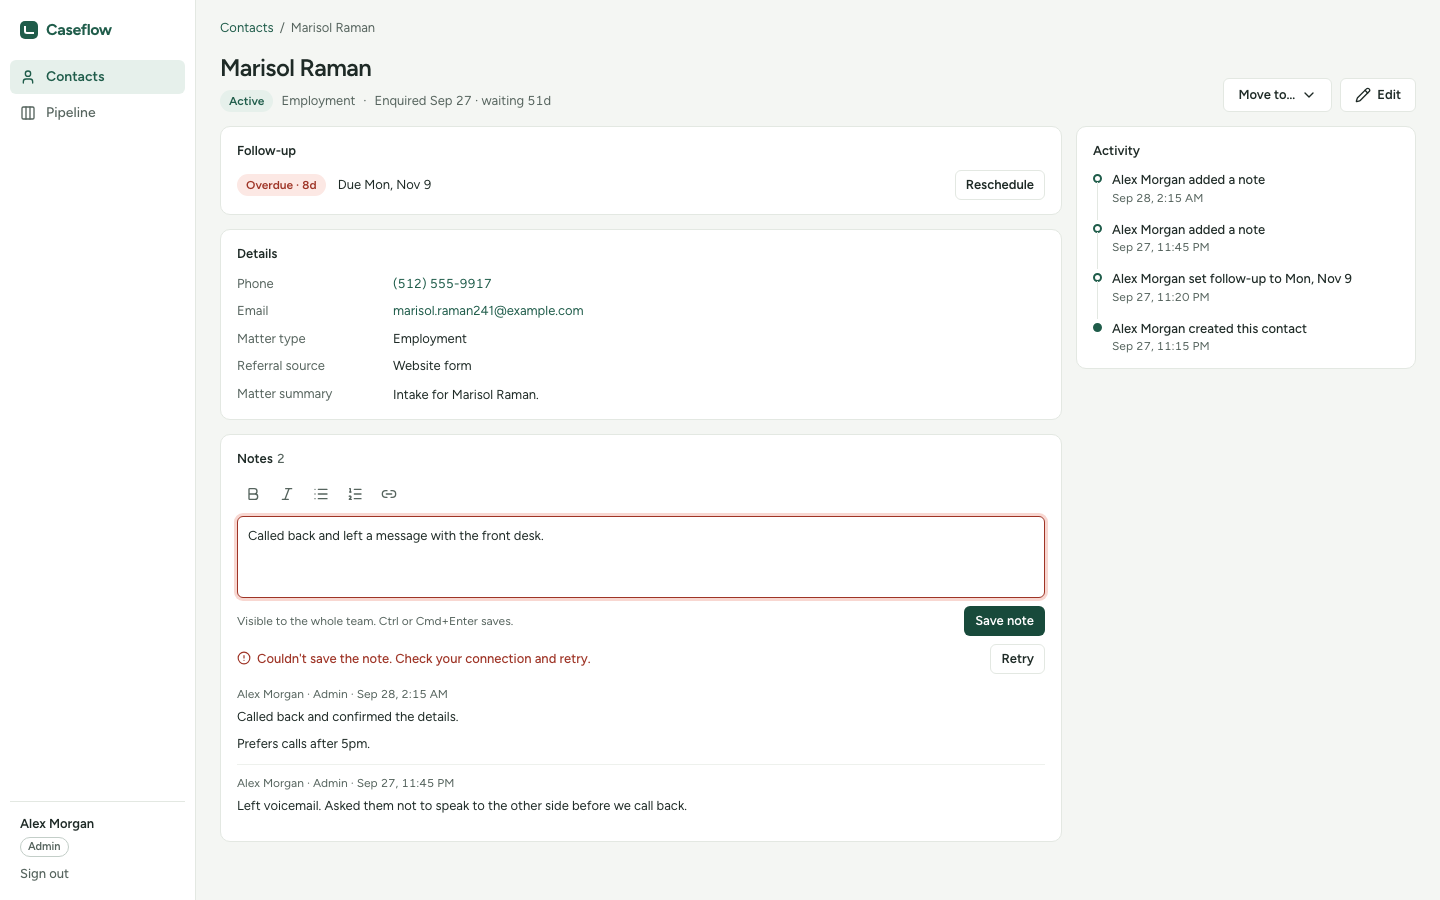 Caseflow
Contacts
Pipeline
Alex Morgan
Admin
Sign out
Contacts / Marisol Raman
Marisol Raman
Active Employment · Enquired Sep 27 · waiting 51d
Move to...
Edit
Follow-up
Overdue · 8d Due Mon, Nov 9
Reschedule
Details
Phone (512) 555-9917
Email marisol.raman241@example.com
Matter type Employment
Referral source Website form
Matter summary Intake for Marisol Raman.
Notes 2
Called back and left a message with the front desk.
Visible to the whole team. Ctrl or Cmd+Enter saves.
Save note
Couldn't save the note. Check your connection and retry.
Retry
Alex Morgan · Admin · Sep 28, 2:15 AM
Called back and confirmed the details.
Prefers calls after 5pm.
Alex Morgan · Admin · Sep 27, 11:45 PM
Left voicemail. Asked them not to speak to the other side before we call back.
Activity
Alex Morgan added a note
Sep 28, 2:15 AM
Alex Morgan added a note
Sep 27, 11:45 PM
Alex Morgan set follow-up to Mon, Nov 9
Sep 27, 11:20 PM
Alex Morgan created this contact
Sep 27, 11:15 PM